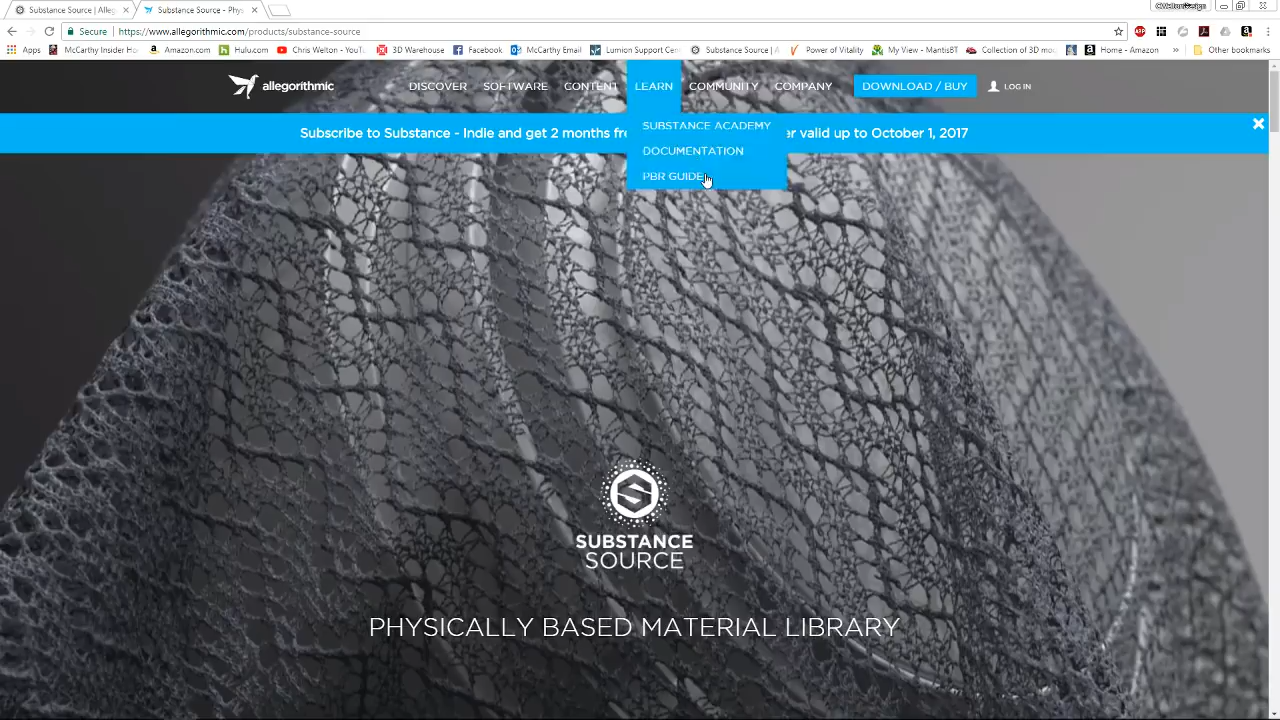 Substance Source | Alleg
Substance Source - Phys
Secure
https://www.allegorithmic.com/products/substance-source
Apps
McCarthy Insider Ho
Amazon.com
Hulu.com
Chris Welton - YouT
3D Warehouse
Facebook
McCarthy Email
Lumion Support Cen
Substance Source | A
Power of Vitality
My View - MantisBT
Collection of 3D mo
Home - Amazon
Other bookmarks
allegorithmic
DISCOVER
SOFTWARE
CONTENT
LEARN
COMMUNITY
COMPANY
DOWNLOAD / BUY
LOG IN
SUBSTANCE ACADEMY
DOCUMENTATION
PBR GUIDE
Subscribe to Substance - Indie and get 2 months fre
er valid up to October 1, 2017
SUBSTANCE
SOURCE
PHYSICALLY BASED MATERIAL LIBRARY